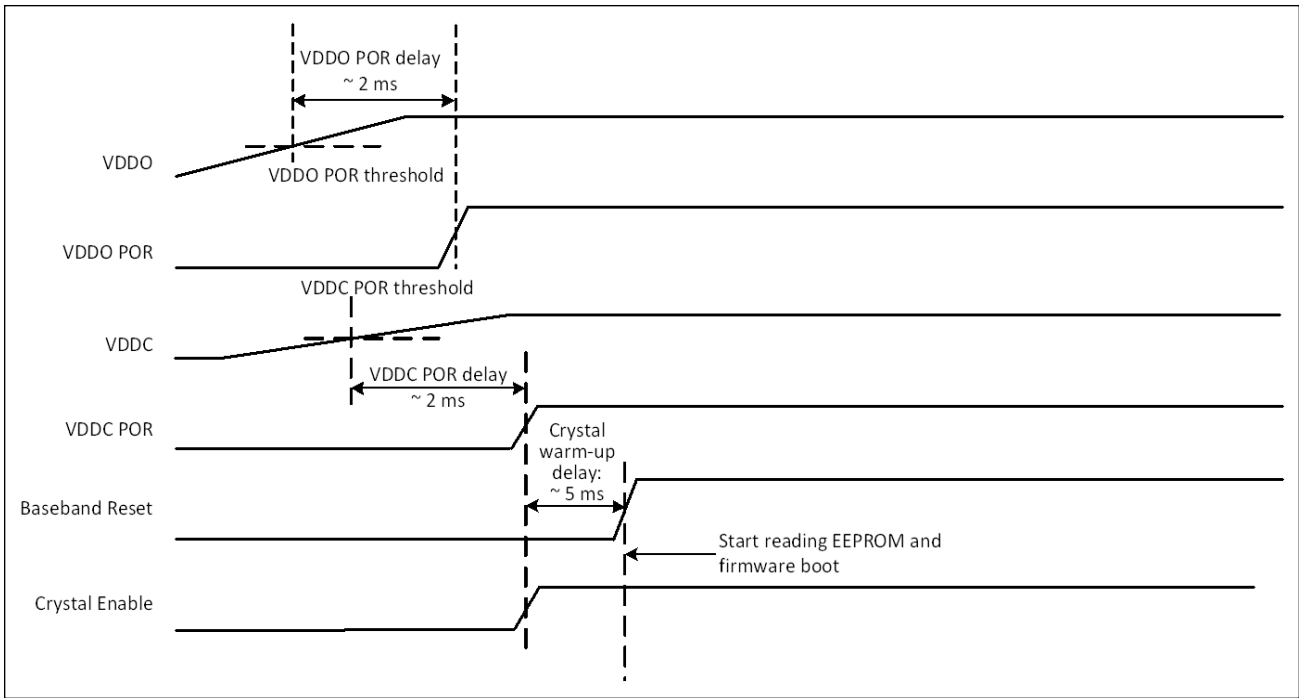 VDDO POR delay
~ 2 ms
VDDO
VDDO POR threshold
VDDO POR
VDDC POR threshold
VDDC
VDDC POR delay
~ 2 ms
VDDC POR
Crystal
warm-up
delay:
~ 5 ms
Baseband Reset
Start reading EEPROM and
firmware boot
Crystal Enable